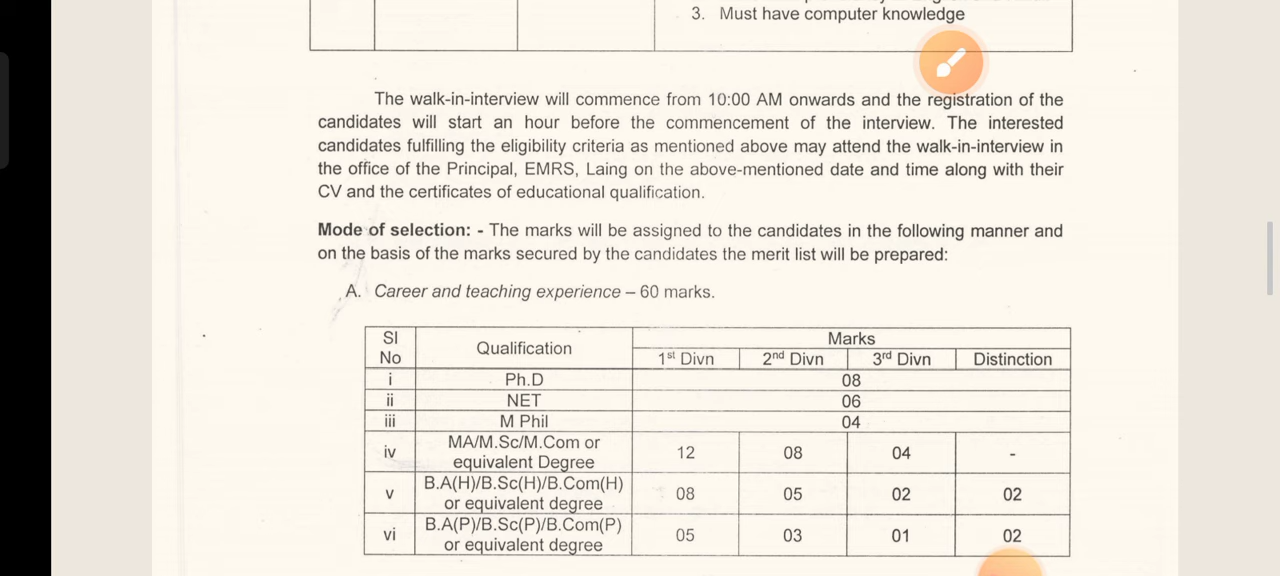 3. Must have computer knowledge
The walk-in-interview will commence from 10:00 AM onwards and the registration of the
candidates will start an hour before the commencement of the interview. The interested
candidates fulfilling the eligibility criteria as mentioned above may attend the walk-in-interview in
the office of the Principal, EMRS, Laing on the above-mentioned date and time along with their
CV and the certificates of educational qualification.
Mode of selection: - The marks will be assigned to the candidates in the following manner and
on the basis of the marks secured by the candidates the merit list will be prepared:
A. Career and teaching experience – 60 marks.
Sl No Qualification Marks
1st Divn 2nd Divn 3rd Divn Distinction
i Ph.D 08
ii NET 06
iii M Phil 04
iv MA/M.Sc/M.Com or equivalent Degree 12 08 04 -
v B.A(H)/B.Sc(H)/B.Com(H) or equivalent degree 08 05 02 02
vi B.A(P)/B.Sc(P)/B.Com(P) or equivalent degree 05 03 01 02